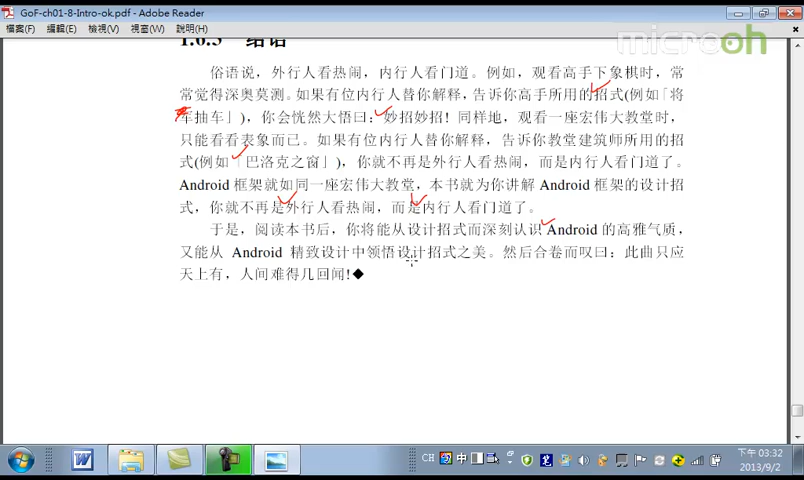 GoF-ch01-8-Intro-ok.pdf - Adobe Reader
檔案(F) 編輯(E) 檢視(V) 視窗(W) 說明(H)
microoh
1.6.5 结语
俗语说，外行人看热闹，内行人看门道。例如，观看高手下象棋时，常
常觉得深奥莫测。如果有位内行人替你解释，告诉你高手所用的招式(例如「将
军抽车」)，你会恍然大悟曰：妙招妙招！同样地，观看一座宏伟大教堂时，
只能看看表象而已。如果有位内行人替你解释，告诉你教堂建筑师所用的招
式(例如「巴洛克之窗」)，你就不再是外行人看热闹，而是内行人看门道了。
Android 框架就如同一座宏伟大教堂，本书就为你讲解 Android 框架的设计招
式，你就不再是外行人看热闹，而是内行人看门道了。
于是，阅读本书后，你将能从设计招式而深刻认识 Android 的高雅气质，
又能从 Android 精致设计中领悟设计招式之美。然后合卷而叹曰：此曲只应
天上有，人间难得几回闻!◆
CH 中
下午 03:32
2013/9/2